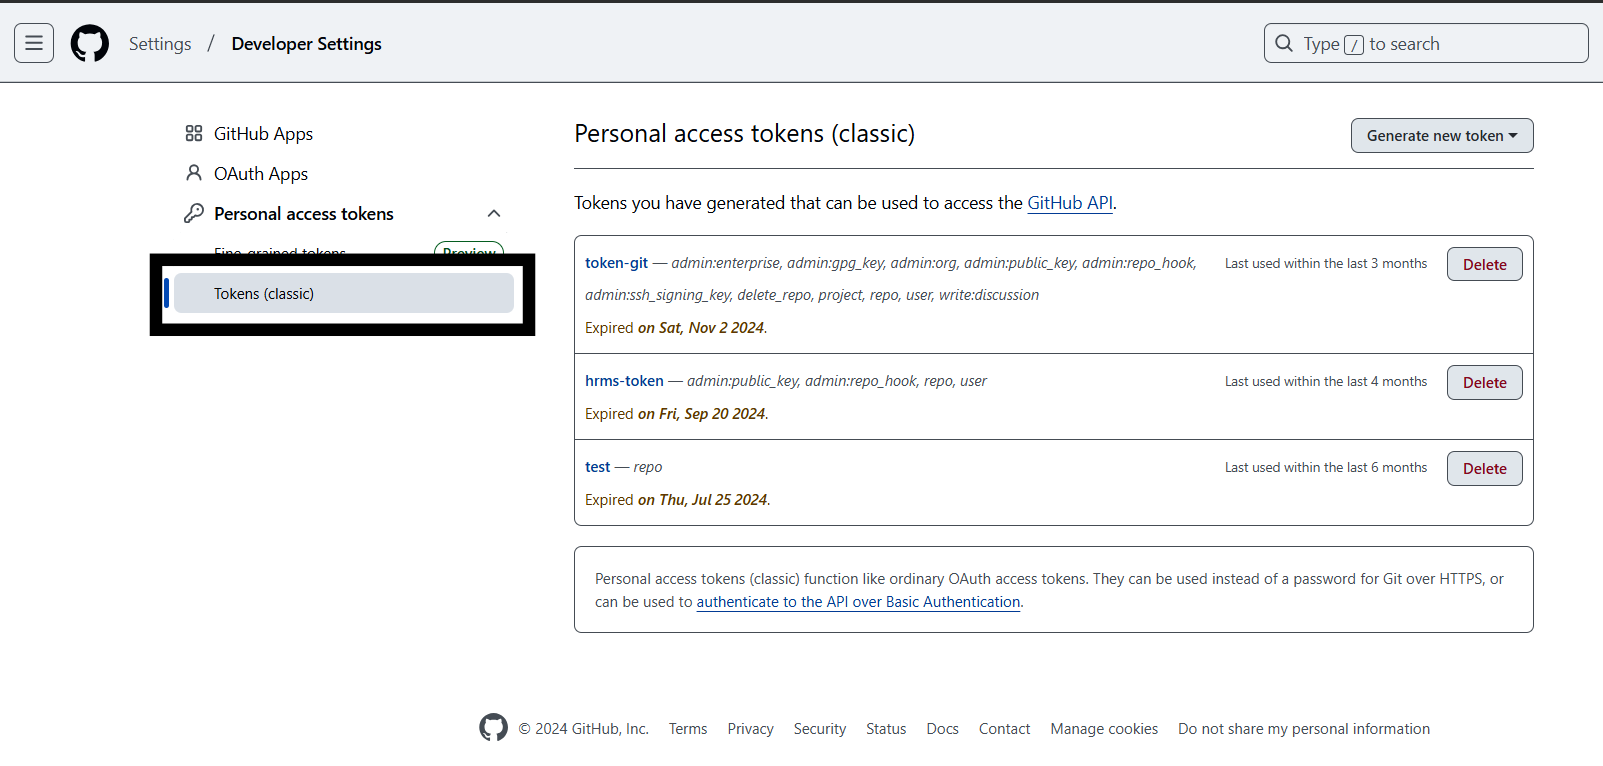 Settings / Developer Settings
Type / to search
GitHub Apps
OAuth Apps
Personal access tokens
Fine-grained tokens Preview
Tokens (classic)
Personal access tokens (classic)
Generate new token
Tokens you have generated that can be used to access the GitHub API.
token-git — admin:enterprise, admin:gpg_key, admin:org, admin:public_key, admin:repo_hook,
admin:ssh_signing_key, delete_repo, project, repo, user, write:discussion
Last used within the last 3 months
Delete
Expired on Sat, Nov 2 2024.
hrms-token — admin:public_key, admin:repo_hook, repo, user
Last used within the last 4 months
Delete
Expired on Fri, Sep 20 2024.
test — repo
Last used within the last 6 months
Delete
Expired on Thu, Jul 25 2024.
Personal access tokens (classic) function like ordinary OAuth access tokens. They can be used instead of a password for Git over HTTPS, or
can be used to authenticate to the API over Basic Authentication.
© 2024 GitHub, Inc. Terms Privacy Security Status Docs Contact Manage cookies Do not share my personal information